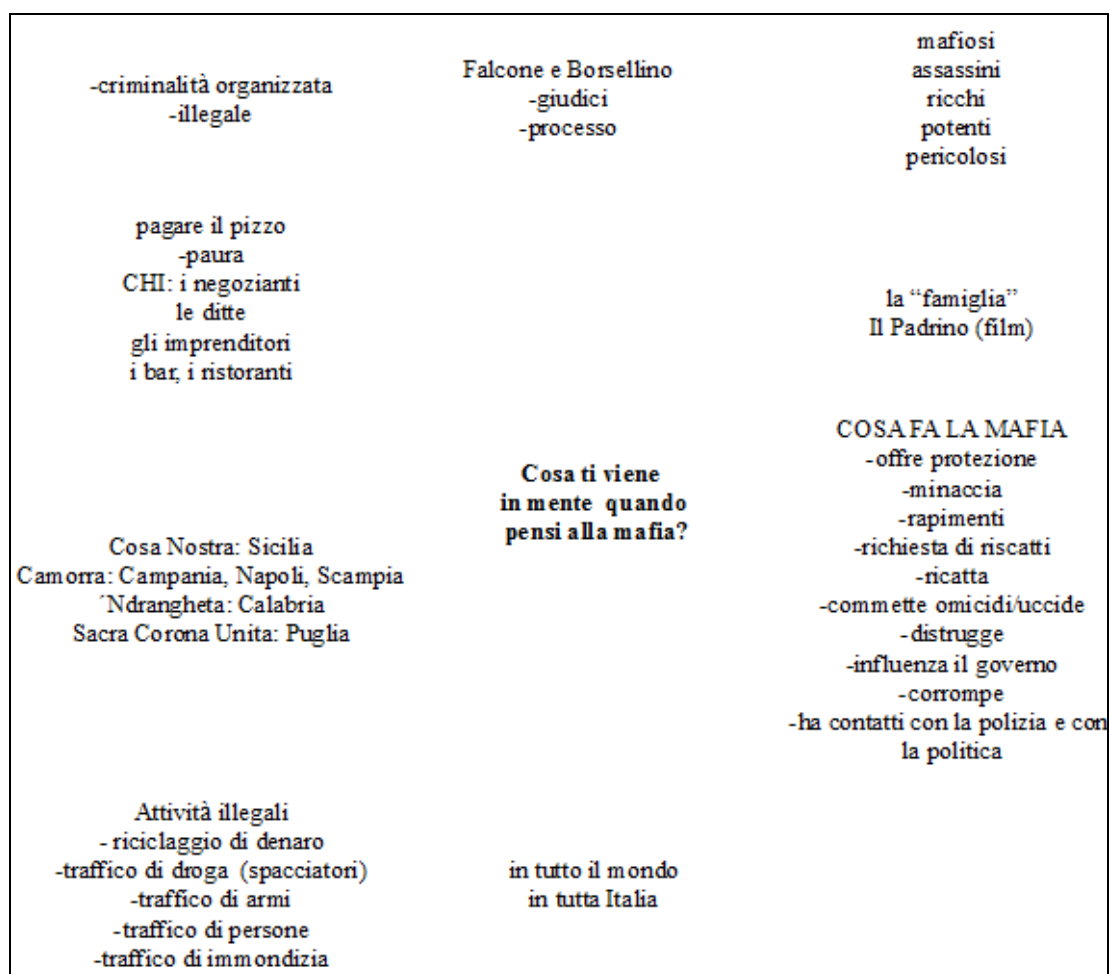 -criminalità organizzata
-illegale
Falcone e Borsellino
-giudici
-processo
mafiosi
assassini
ricchi
potenti
pericolosi
pagare il pizzo
-paura
CHI: i negozianti
le ditte
gli imprenditori
i bar, i ristoranti
la “famiglia”
Il Padrino (film)
Cosa ti viene
in mente quando
pensi alla mafia?
COSA FA LA MAFIA
-offre protezione
-minaccia
-rapimenti
-richiesta di riscatti
-ricatta
-commette omicidi/uccide
-distrugge
-influenza il governo
-corrompe
-ha contatti con la polizia e con
la politica
Cosa Nostra: Sicilia
Camorra: Campania, Napoli, Scampia
´Ndrangheta: Calabria
Sacra Corona Unita: Puglia
Attività illegali
- riciclaggio di denaro
-traffico di droga (spacciatori)
-traffico di armi
-traffico di persone
-traffico di immondizia
in tutto il mondo
in tutta Italia